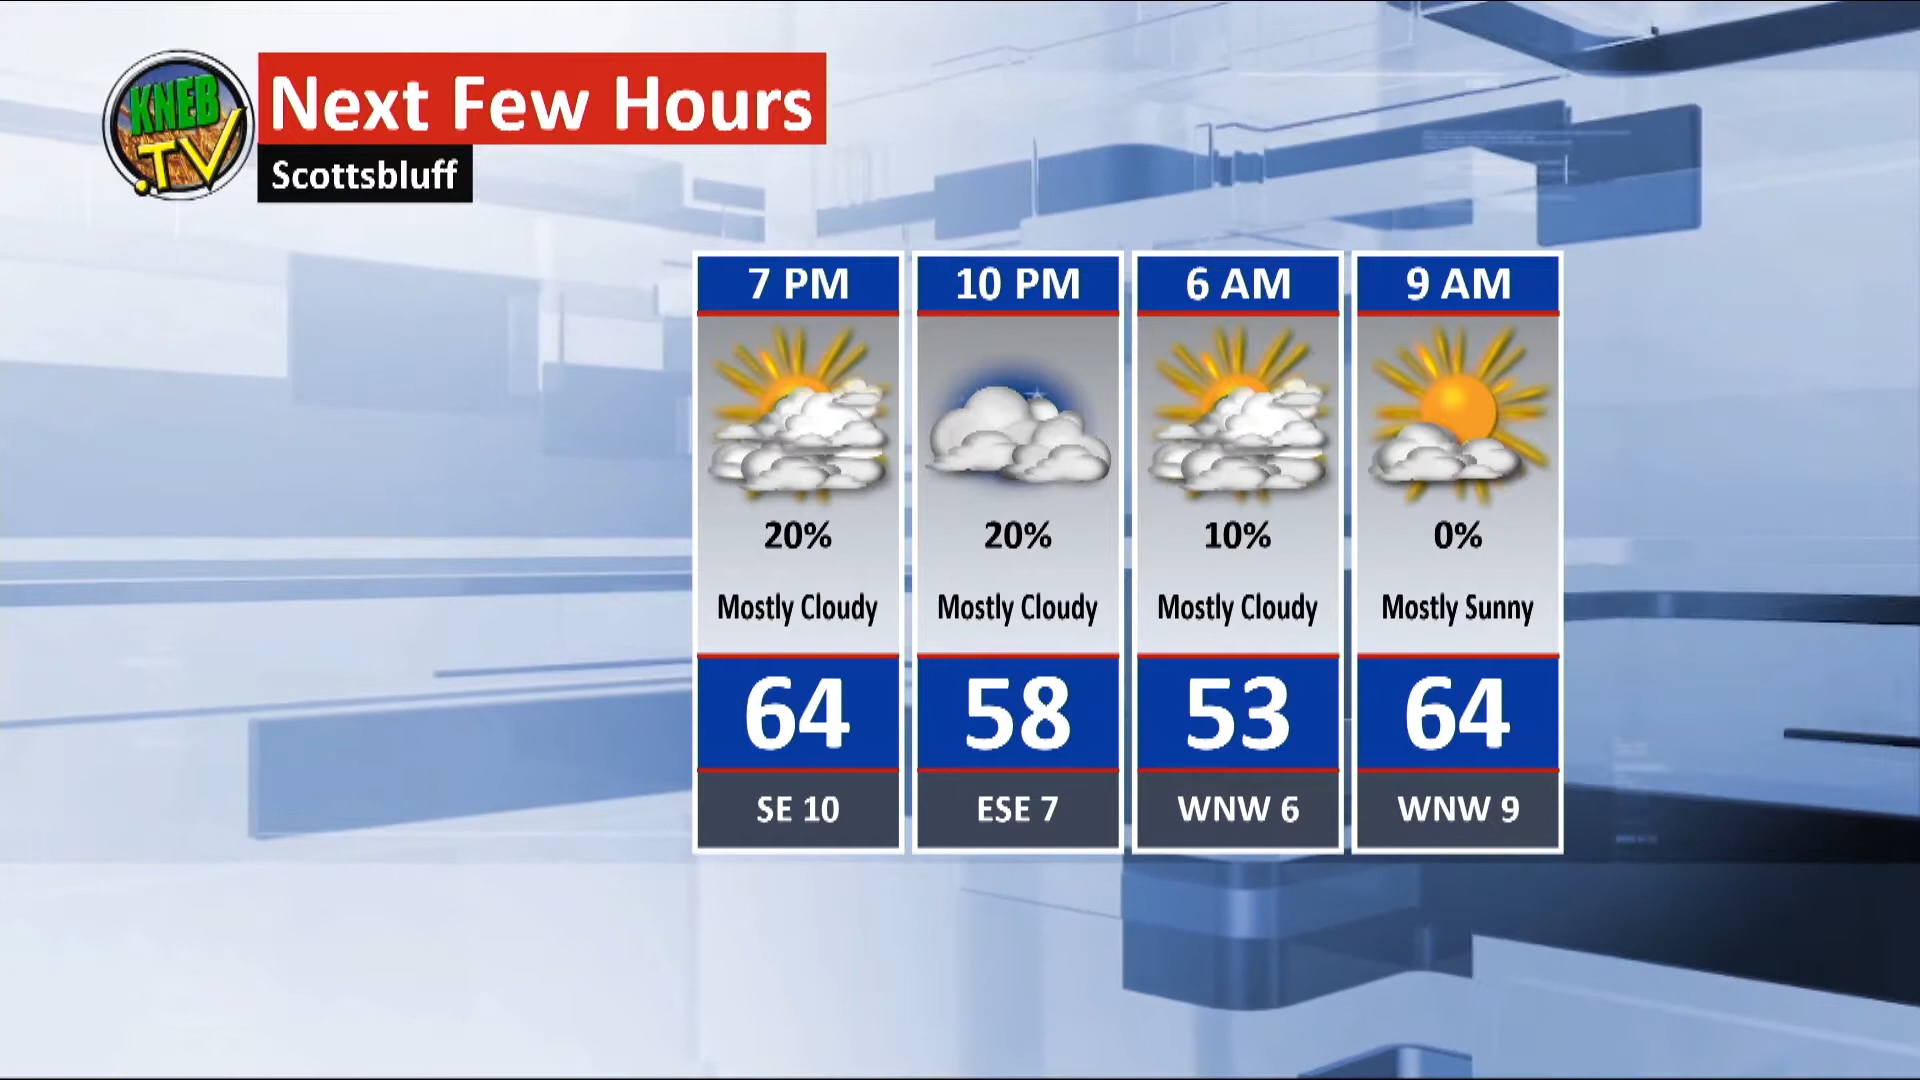 KNEB
.TV
Next Few Hours
Scottsbluff
7 PM
20%
Mostly Cloudy
64
SE 10
10 PM
20%
Mostly Cloudy
58
ESE 7
6 AM
10%
Mostly Cloudy
53
WNW 6
9 AM
0%
Mostly Sunny
64
WNW 9